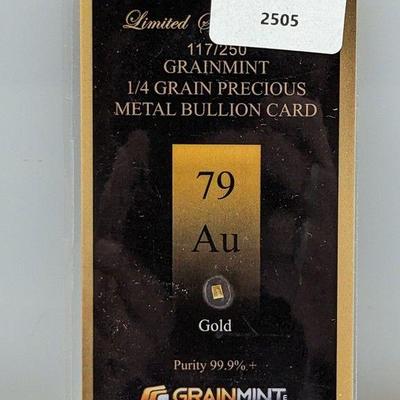 Limited
2505
117/250
GRAINMINT
1/4 GRAIN PRECIOUS
METAL BULLION CARD
79
Au
Gold
Purity 99.9% +
GRAINMINT